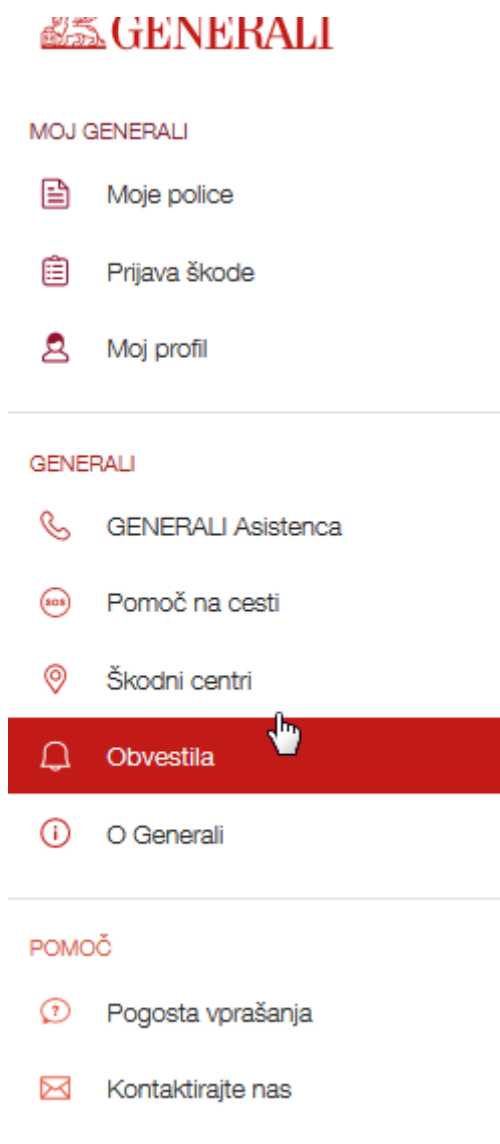 GENERALI
MOJ GENERALI
Moje police
Prijava škode
Moj profil
GENERALI
GENERALI Asistenca
SOS
Pomoč na cesti
Škodni centri
Obvestila
O Generali
POMOČ
Pogosta vprašanja
Kontaktirajte nas